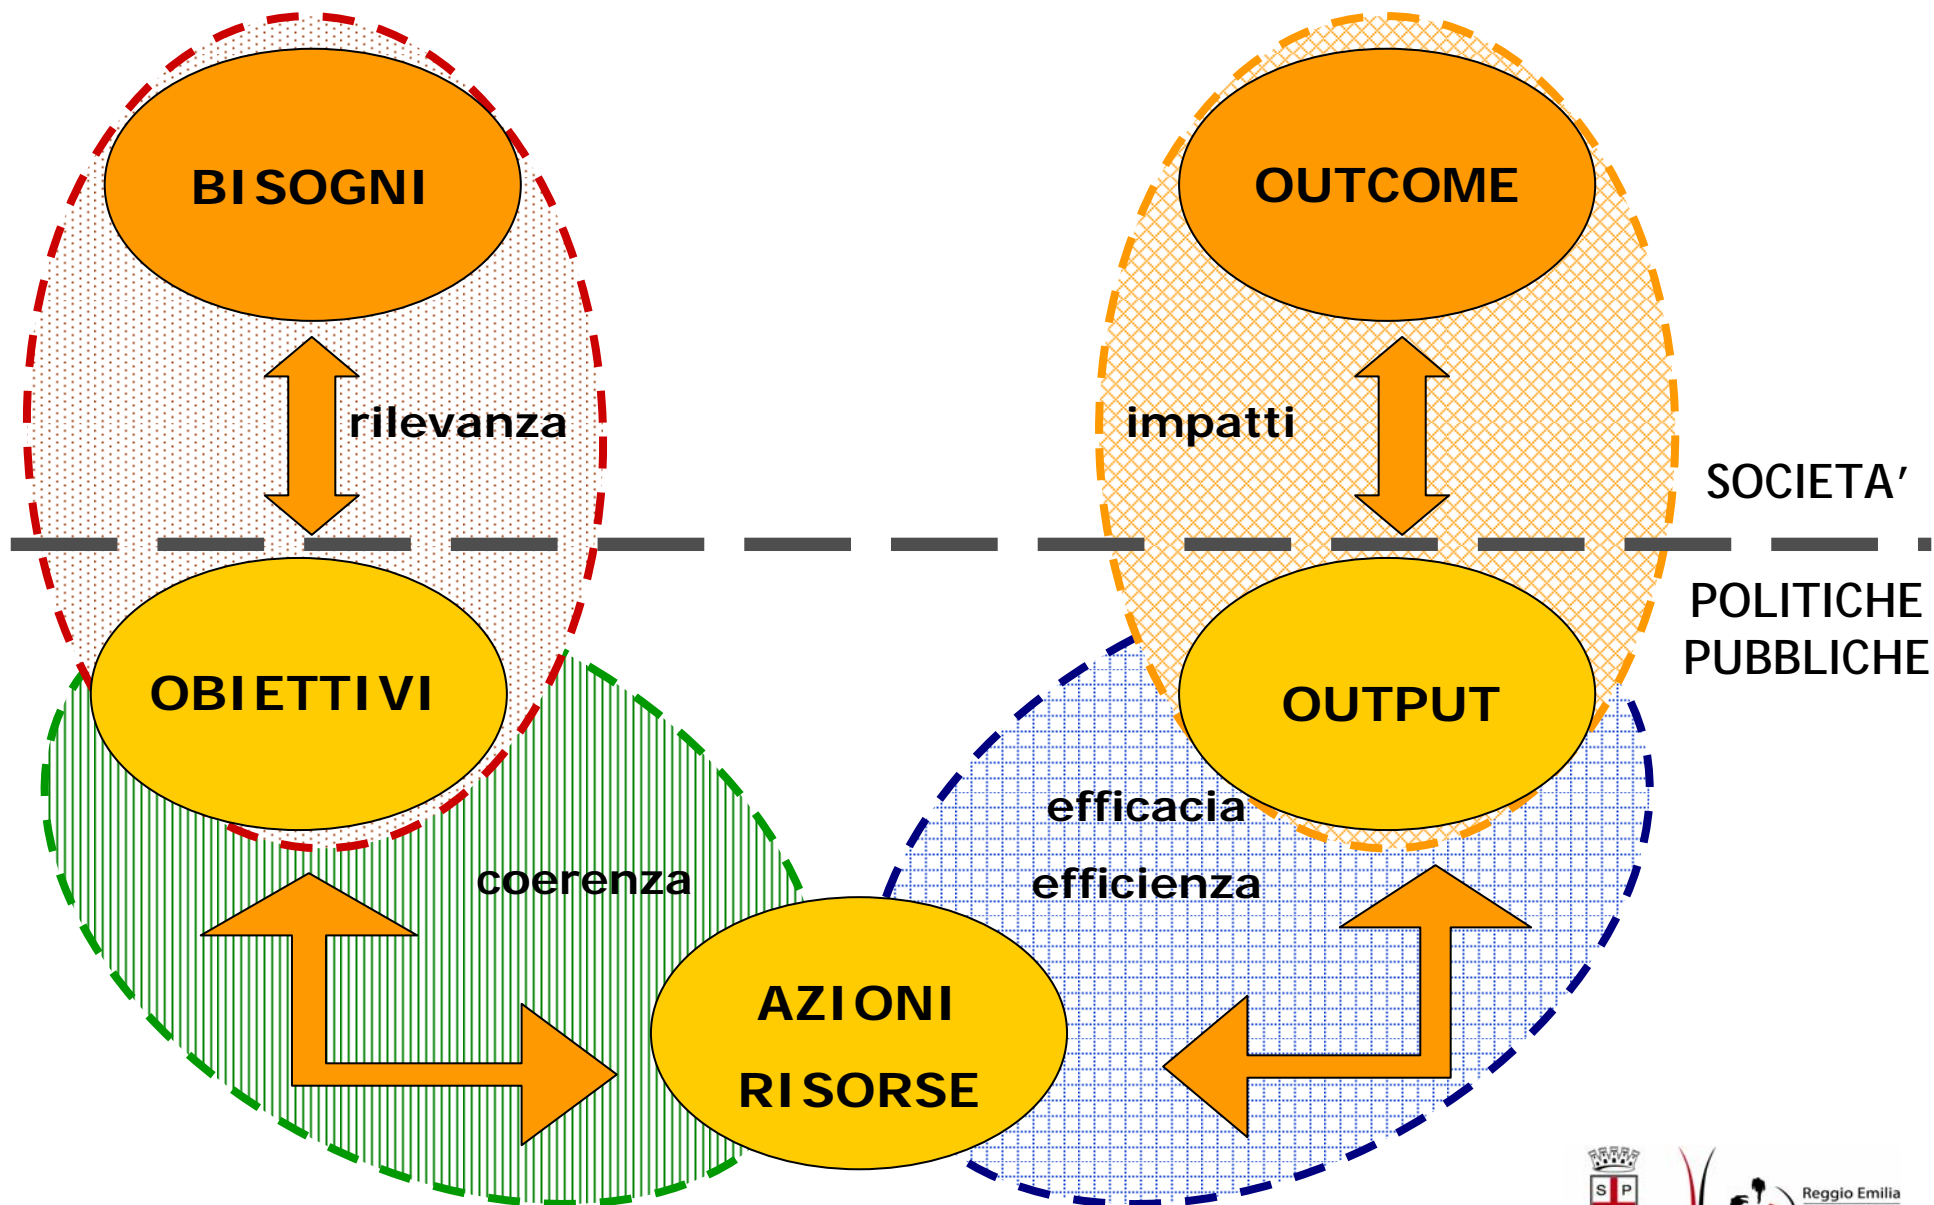 BISOGNI
OUTCOME
rilevanza
impatti
SOCIETA'
POLITICHE
PUBBLICHE
OBIETTIVI
OUTPUT
efficacia
coerenza
efficienza
AZIONI
RISORSE
S P
Reggio Emilia